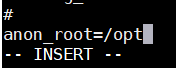 #
anon_root=/opt
-- INSERT --